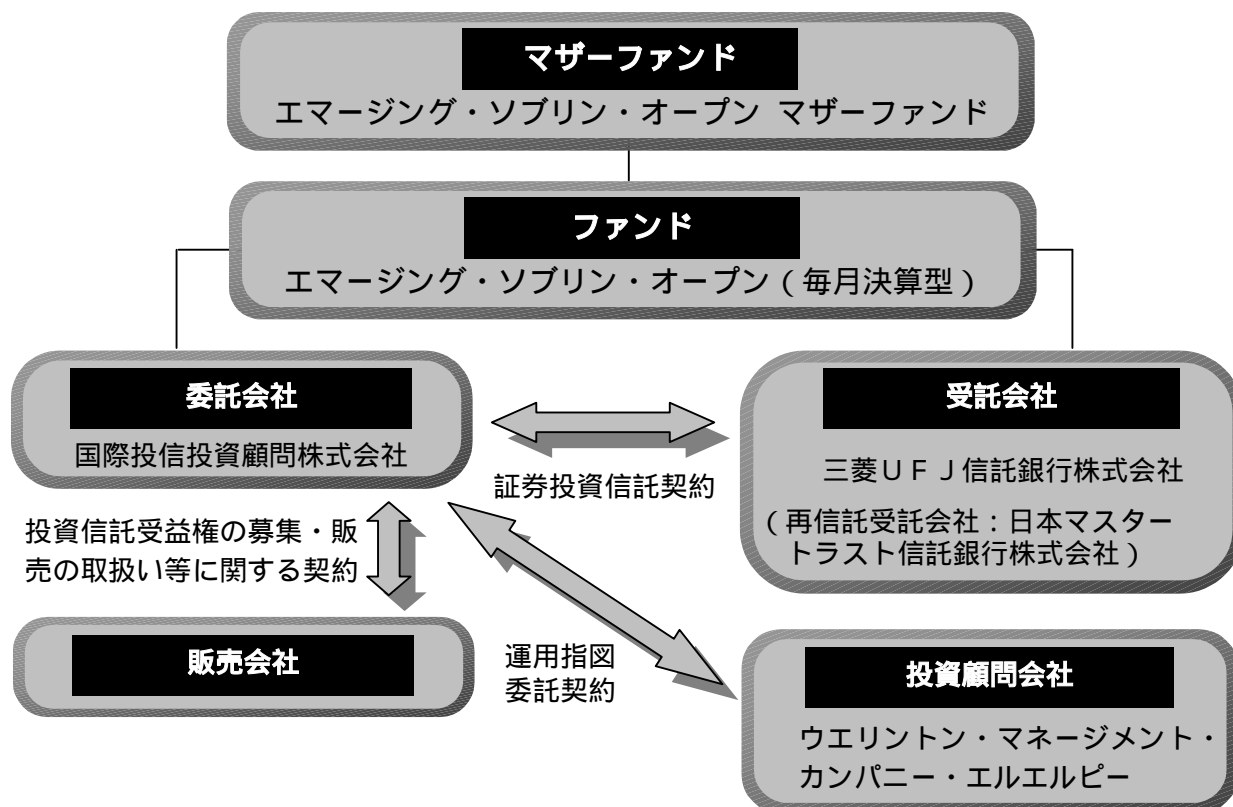 マザーファンド
エマージング・ソブリン・オープン マザーファンド
ファンド
エマージング・ソブリン・オープン（毎月決算型）
委託会社
国際投信投資顧問株式会社
受託会社
三菱ＵＦＪ信託銀行株式会社
（再信託受託会社：日本マスター
トラスト信託銀行株式会社）
証券投資信託契約
投資信託受益権の募集・販
売の取扱い等に関する契約
販売会社
運用指図
委託契約
投資顧問会社
ウエリントン・マネージメント・
カンパニー・エルエルピー